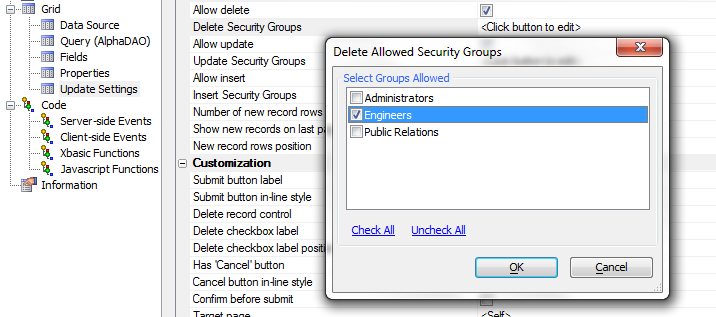 Grid
Data Source
Query (AlphaDAO)
Fields
Properties
Update Settings
Code
Server-side Events
Client-side Events
Xbasic Functions
Javascript Functions
Information
Allow delete
Delete Security Groups <Click button to edit>
Allow update
Update Security Groups
Allow insert
Insert Security Groups
Number of new record rows
Show new records on last pa
New record rows position
Customization
Submit button label
Submit button in-line style
Delete record control
Delete checkbox label
Delete checkbox label positi
Has 'Cancel' button
Cancel button in-line style
Confirm before submit
Target page <Self>
Delete Allowed Security Groups
Select Groups Allowed
Administrators
Engineers
Public Relations
Check All Uncheck All
OK Cancel